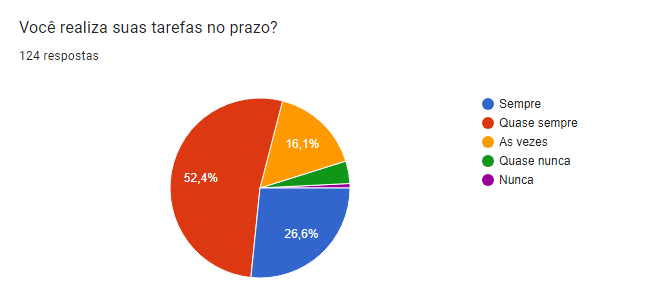 Você realiza suas tarefas no prazo?
124 respostas
Sempre
Quase sempre
As vezes
Quase nunca
Nunca
16,1%
52,4%
26,6%